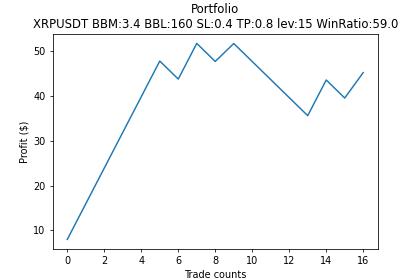 Portfolio
XRPUSDT BBM:3.4 BBL:160 SL:0.4 TP:0.8 lev:15 WinRatio:59.0
50
40
30
20
10
Profit ($)
0 2 4 6 8 10 12 14 16
Trade counts